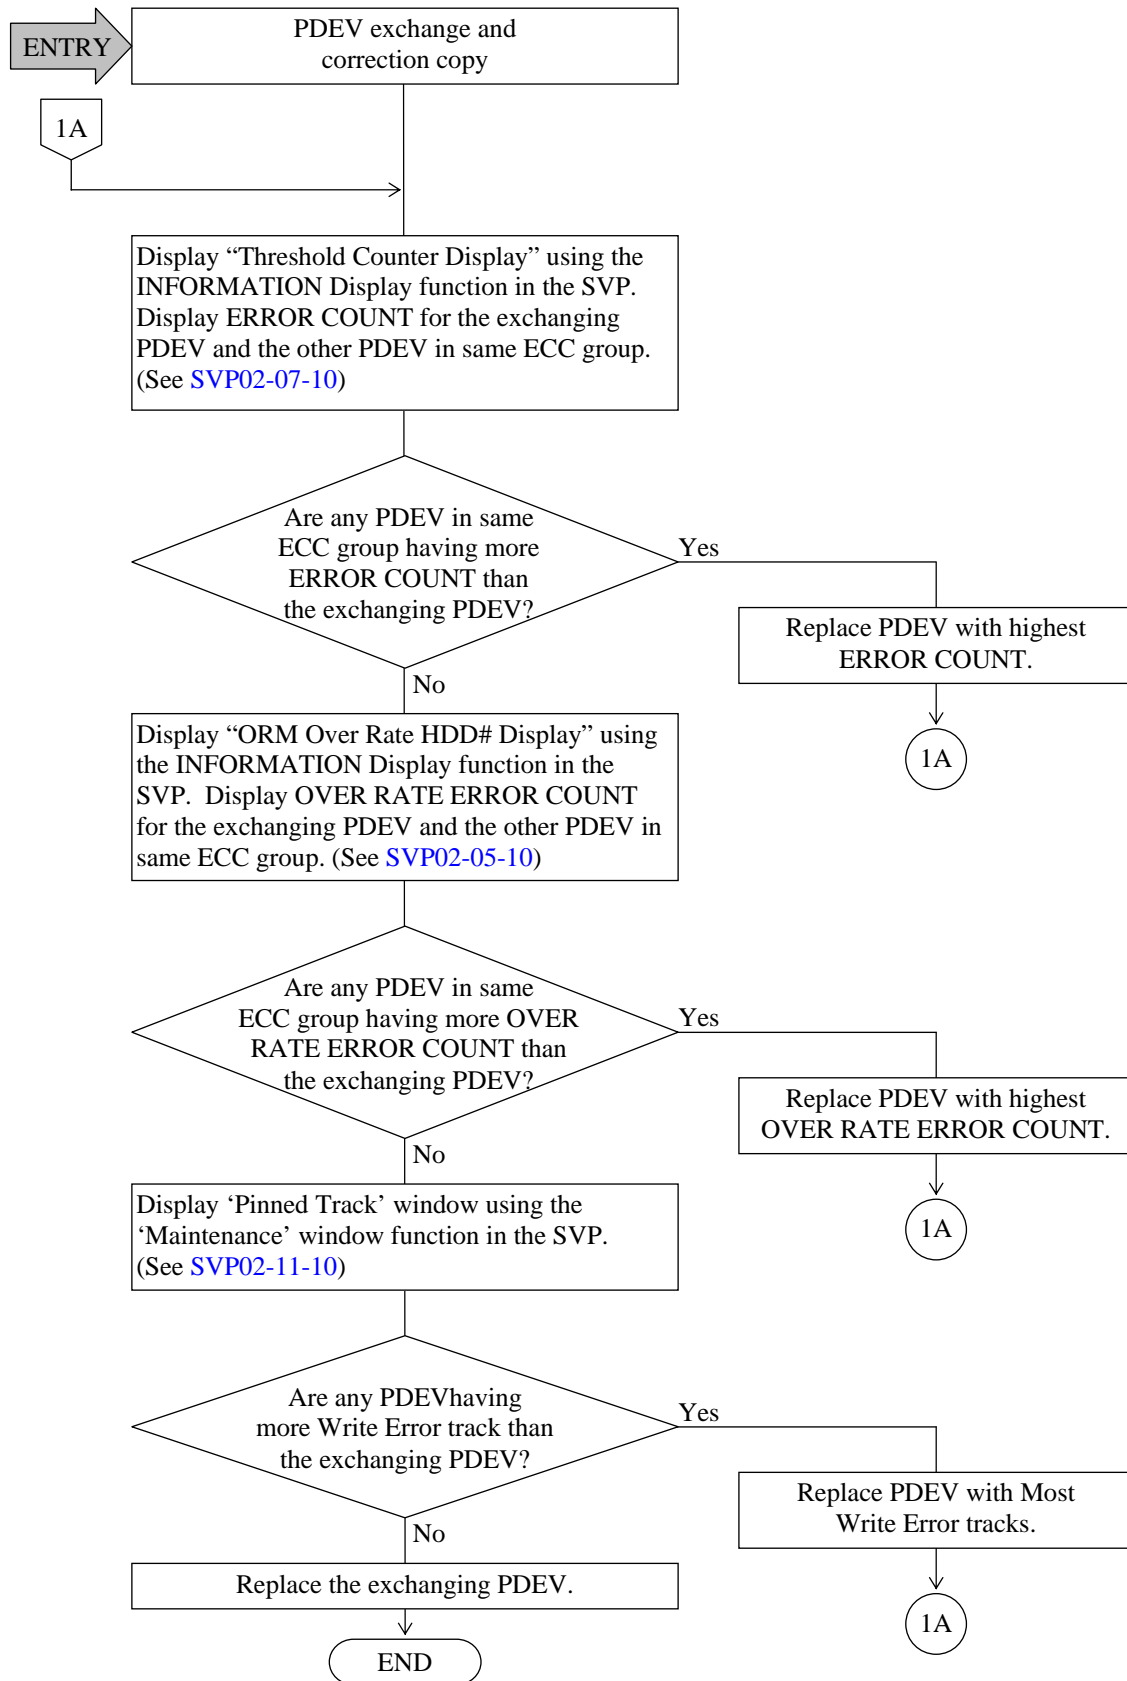 ENTRY
PDEV exchange and
correction copy
1A
Display “Threshold Counter Display” using the
INFORMATION Display function in the SVP.
Display ERROR COUNT for the exchanging
PDEV and the other PDEV in same ECC group.
(See SVP02-07-10)
Are any PDEV in same
ECC group having more
ERROR COUNT than
the exchanging PDEV?
Yes
Replace PDEV with highest
ERROR COUNT.
1A
No
Display “ORM Over Rate HDD# Display” using
the INFORMATION Display function in the
SVP.  Display OVER RATE ERROR COUNT
for the exchanging PDEV and the other PDEV in
same ECC group. (See SVP02-05-10)
Are any PDEV in same
ECC group having more OVER
RATE ERROR COUNT than
the exchanging PDEV?
Yes
Replace PDEV with highest
OVER RATE ERROR COUNT.
1A
No
Display ‘Pinned Track’ window using the
‘Maintenance’ window function in the SVP.
(See SVP02-11-10)
Are any PDEVhaving
more Write Error track than
the exchanging PDEV?
Yes
Replace PDEV with Most
Write Error tracks.
1A
No
Replace the exchanging PDEV.
END